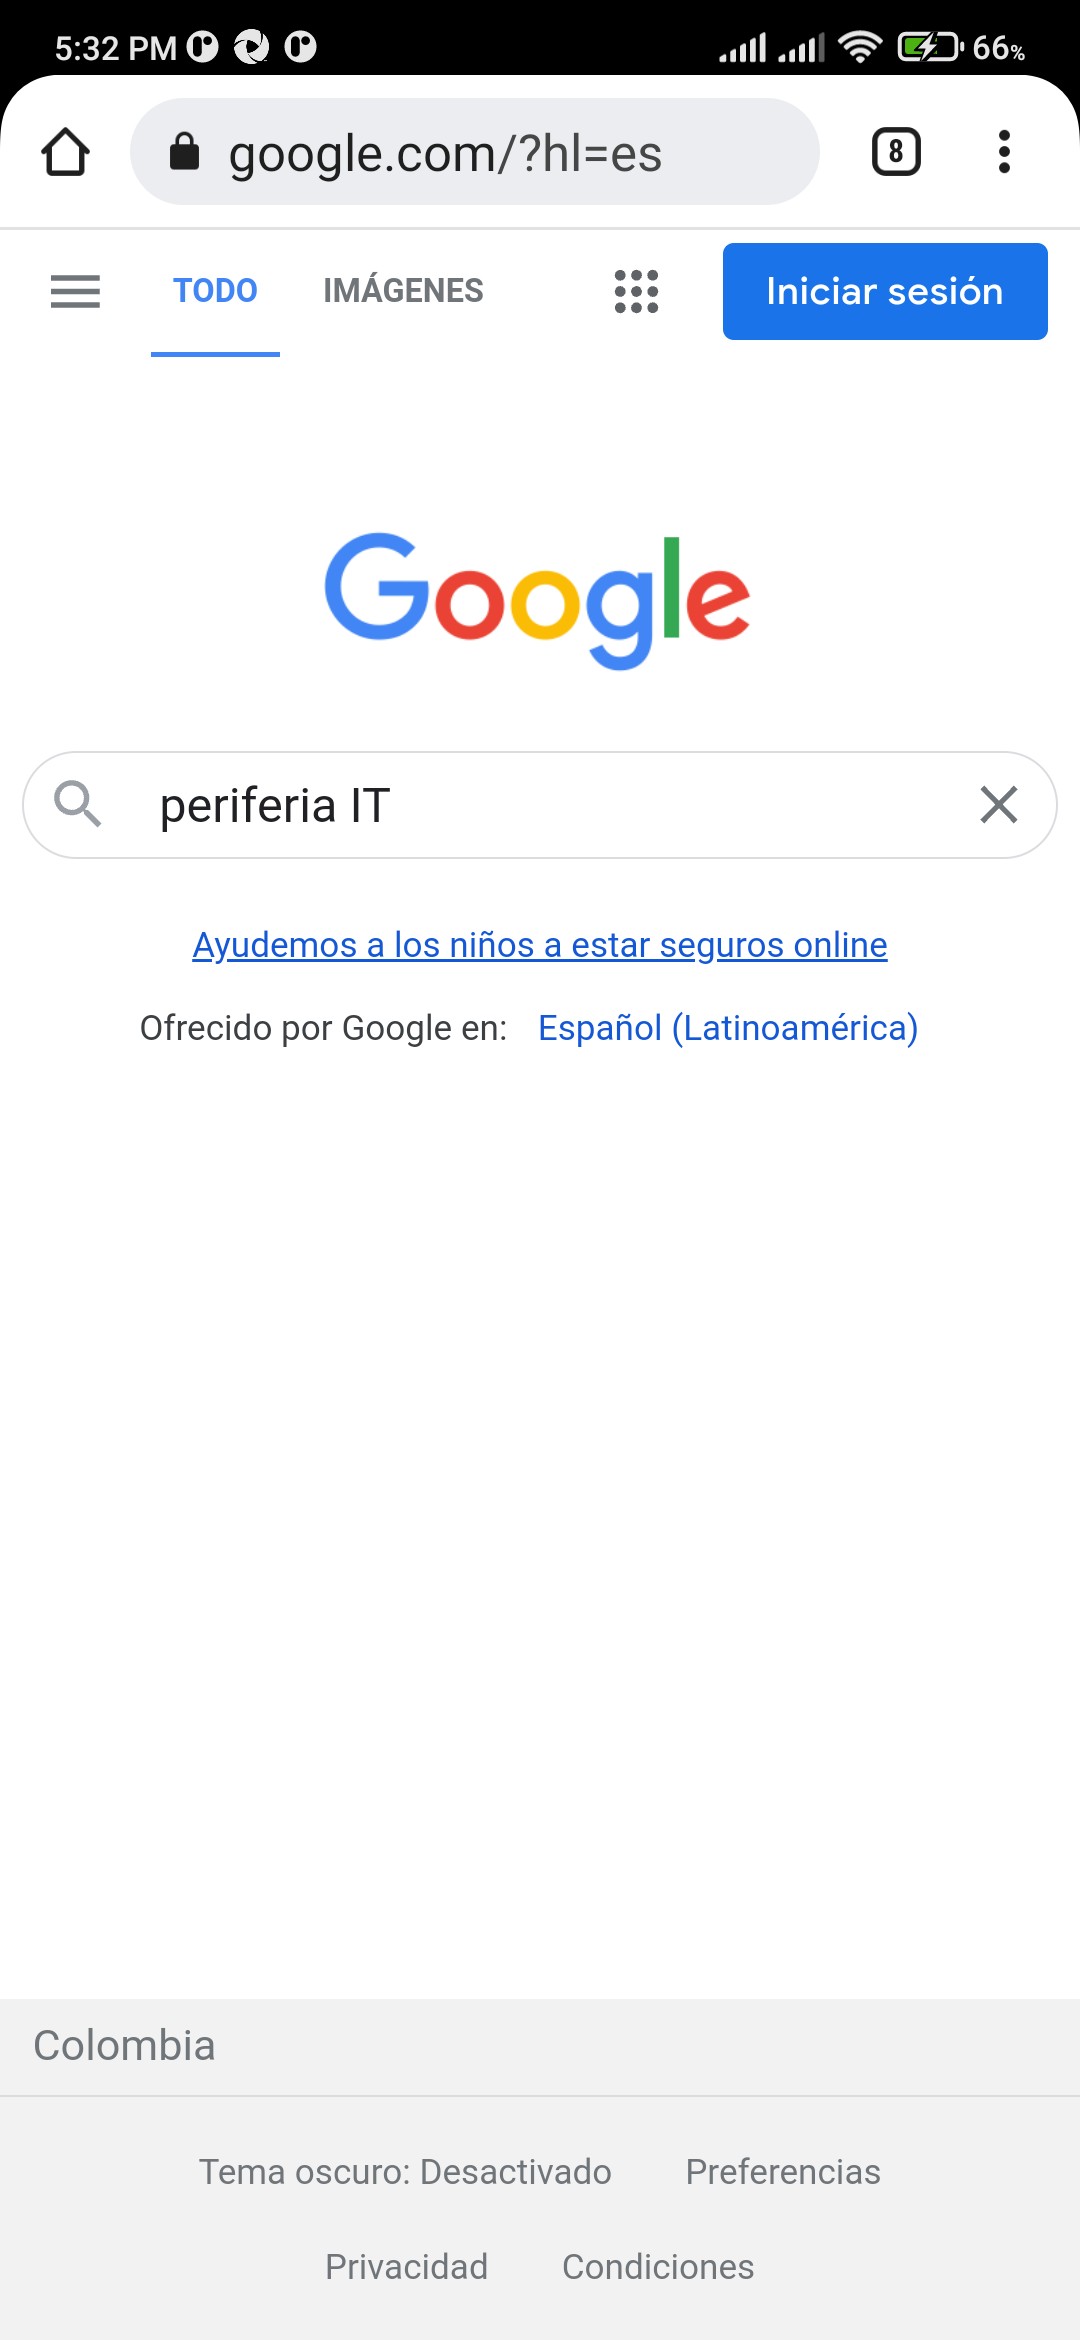 5:32 PM 66%
google.com/?hl=es 8
TODO IMÁGENES Iniciar sesión
Google
periferia IT
Ayudemos a los niños a estar seguros online
Ofrecido por Google en: Español (Latinoamérica)
Colombia
Tema oscuro: Desactivado Preferencias
Privacidad Condiciones